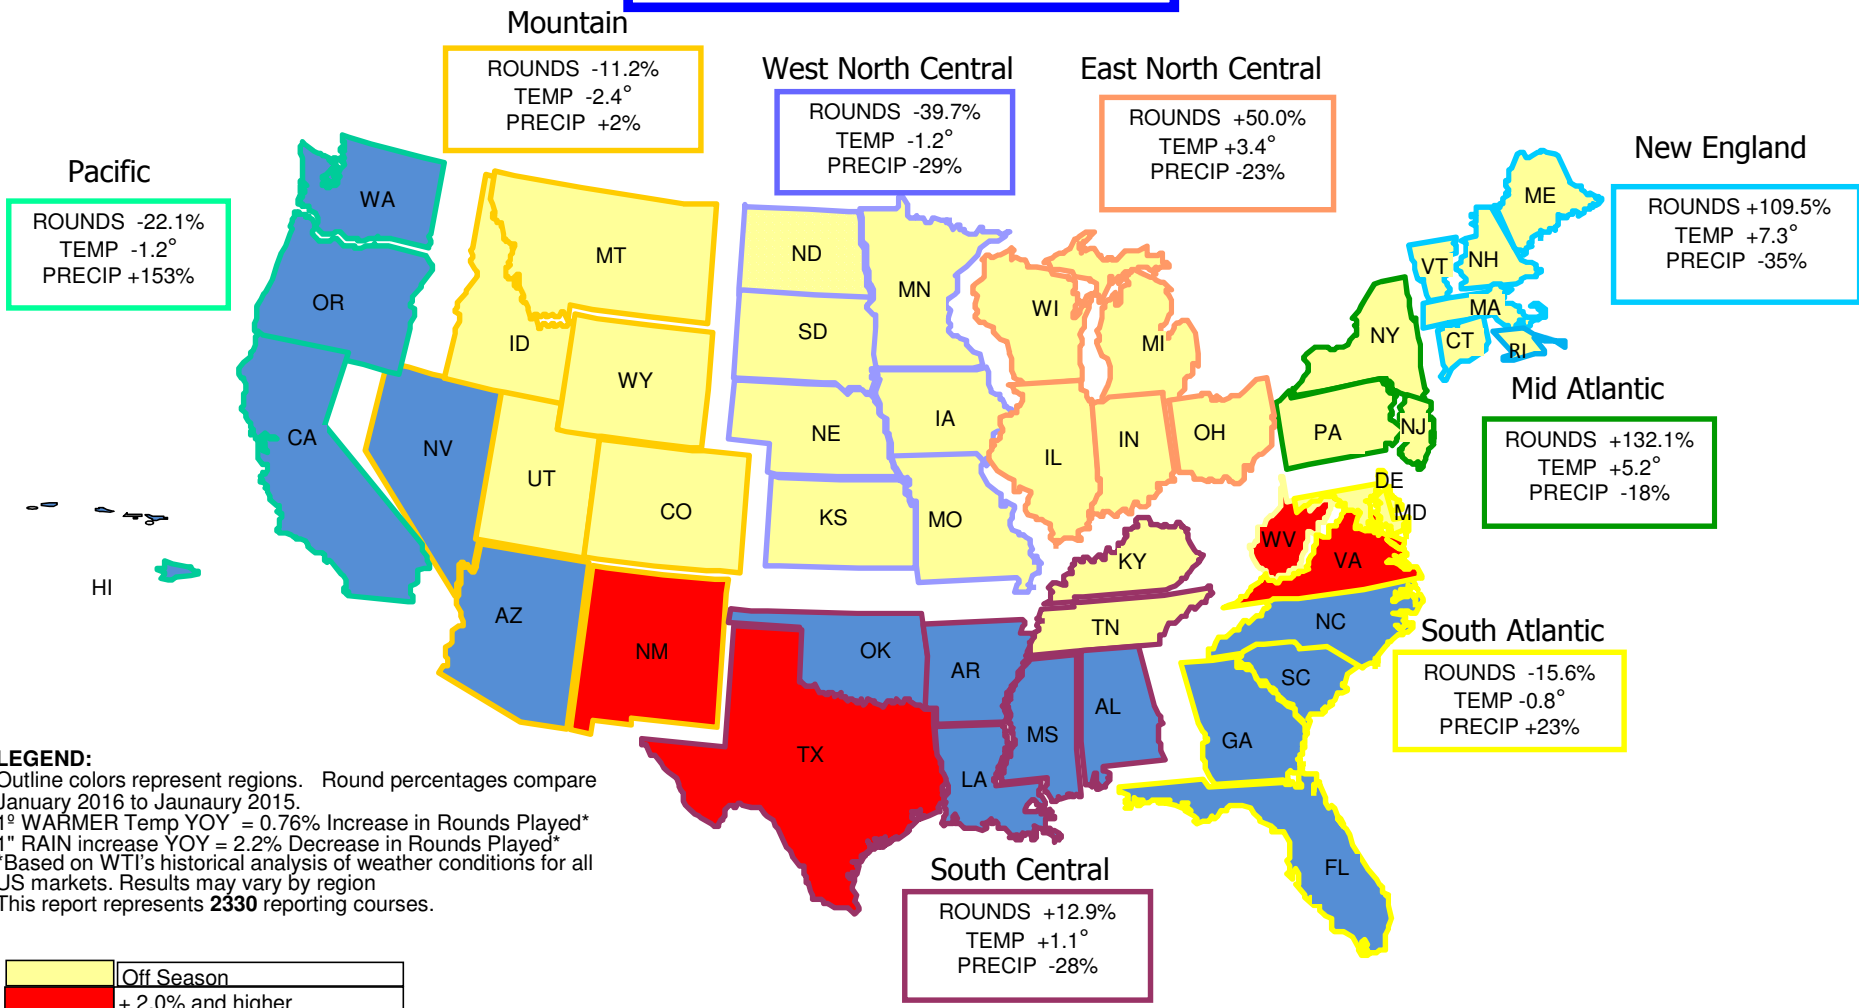 Mountain
ROUNDS -11.2%
TEMP -2.4°
PRECIP +2%
West North Central
ROUNDS -39.7%
TEMP -1.2°
PRECIP -29%
East North Central
ROUNDS +50.0%
TEMP +3.4°
PRECIP -23%
New England
ROUNDS +109.5%
TEMP +7.3°
PRECIP -35%
Pacific
ROUNDS -22.1%
TEMP -1.2°
PRECIP +153%
Mid Atlantic
ROUNDS +132.1%
TEMP +5.2°
PRECIP -18%
South Atlantic
ROUNDS -15.6%
TEMP -0.8°
PRECIP +23%
South Central
ROUNDS +12.9%
TEMP +1.1°
PRECIP -28%
WA
OR
CA
HI
MT
ID
WY
NV
UT
CO
AZ
NM
ND
SD
NE
KS
MN
IA
MO
WI
MI
IL
IN
OH
KY
TN
OK
AR
TX
LA
MS
AL
ME
VT
NH
MA
CT
RI
NY
PA
NJ
DE
MD
WV
VA
NC
SC
GA
FL
LEGEND:
Outline colors represent regions. Round percentages compare
January 2016 to Jaunaury 2015.
1º WARMER Temp YOY = 0.76% Increase in Rounds Played*
1" RAIN increase YOY = 2.2% Decrease in Rounds Played*
*Based on WTI's historical analysis of weather conditions for all
US markets. Results may vary by region
This report represents 2330 reporting courses.
Off Season
+ 2.0% and higher